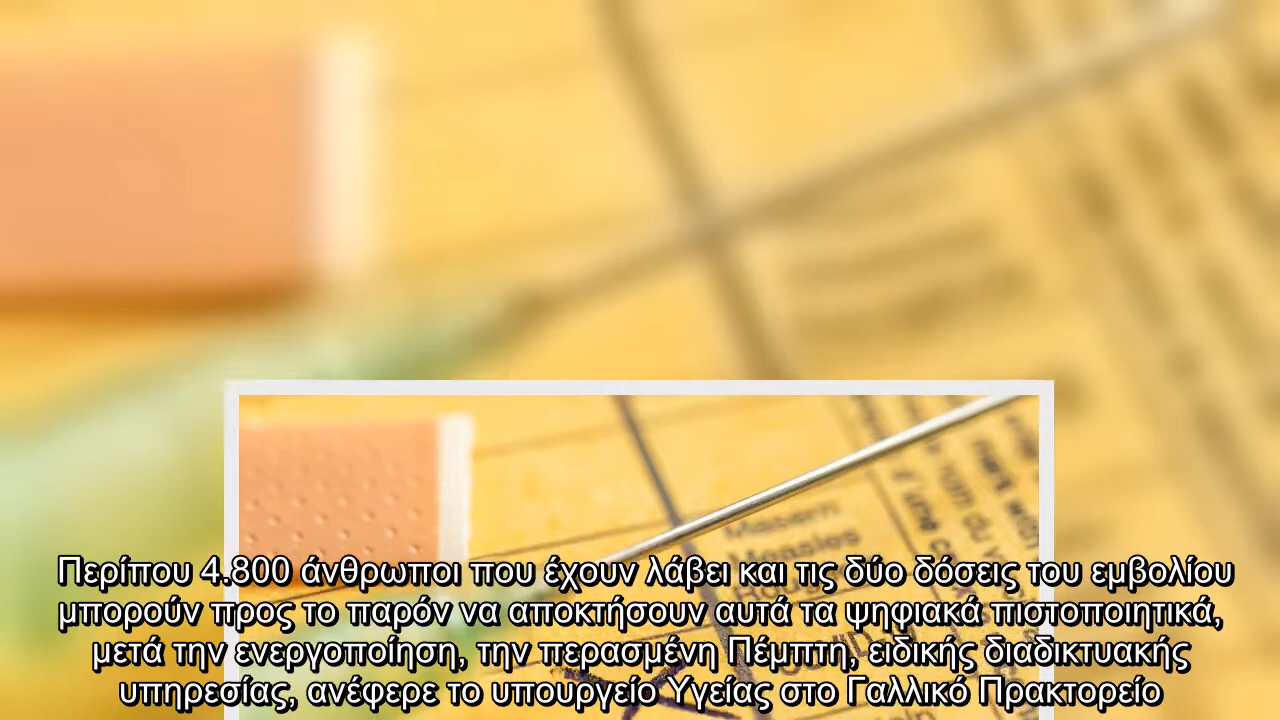 Masern
Measles
Περίπου 4.800 άνθρωποι που έχουν λάβει και τις δύο δόσεις του εμβολίου
μπορούν προς το παρόν να αποκτήσουν αυτά τα ψηφιακά πιστοποιητικά,
μετά την ενεργοποίηση, την περασμένη Πέμπτη, ειδικής διαδικτυακής
υπηρεσίας, ανέφερε το υπουργείο Υγείας στο Γαλλικό Πρακτορείο